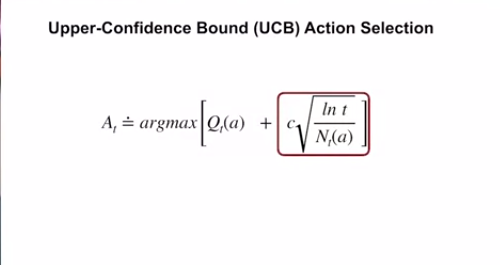 Upper-Confidence Bound (UCB) Action Selection
A_t ≐ argmax[Q_t(a) + c√(ln t / N_t(a))]